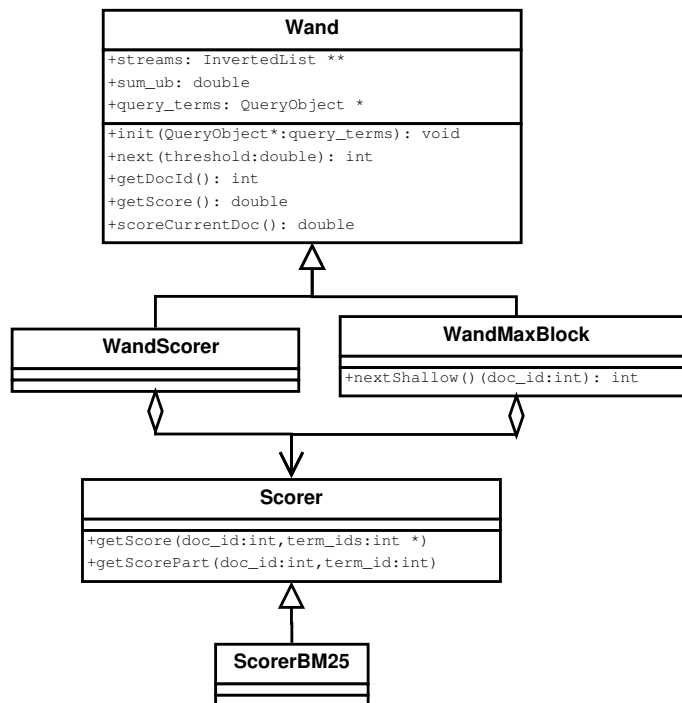 Wand
+streams: InvertedList **
+sum_ub: double
+query_terms: QueryObject *
+init(QueryObject*:query_terms): void
+next(threshold:double): int
+getDocId(): int
+getScore(): double
+scoreCurrentDoc(): double
WandScorer
WandMaxBlock
+nextShallow()(doc_id:int): int
Scorer
+getScore(doc_id:int,term_ids:int *)
+getScorePart(doc_id:int,term_id:int)
ScorerBM25